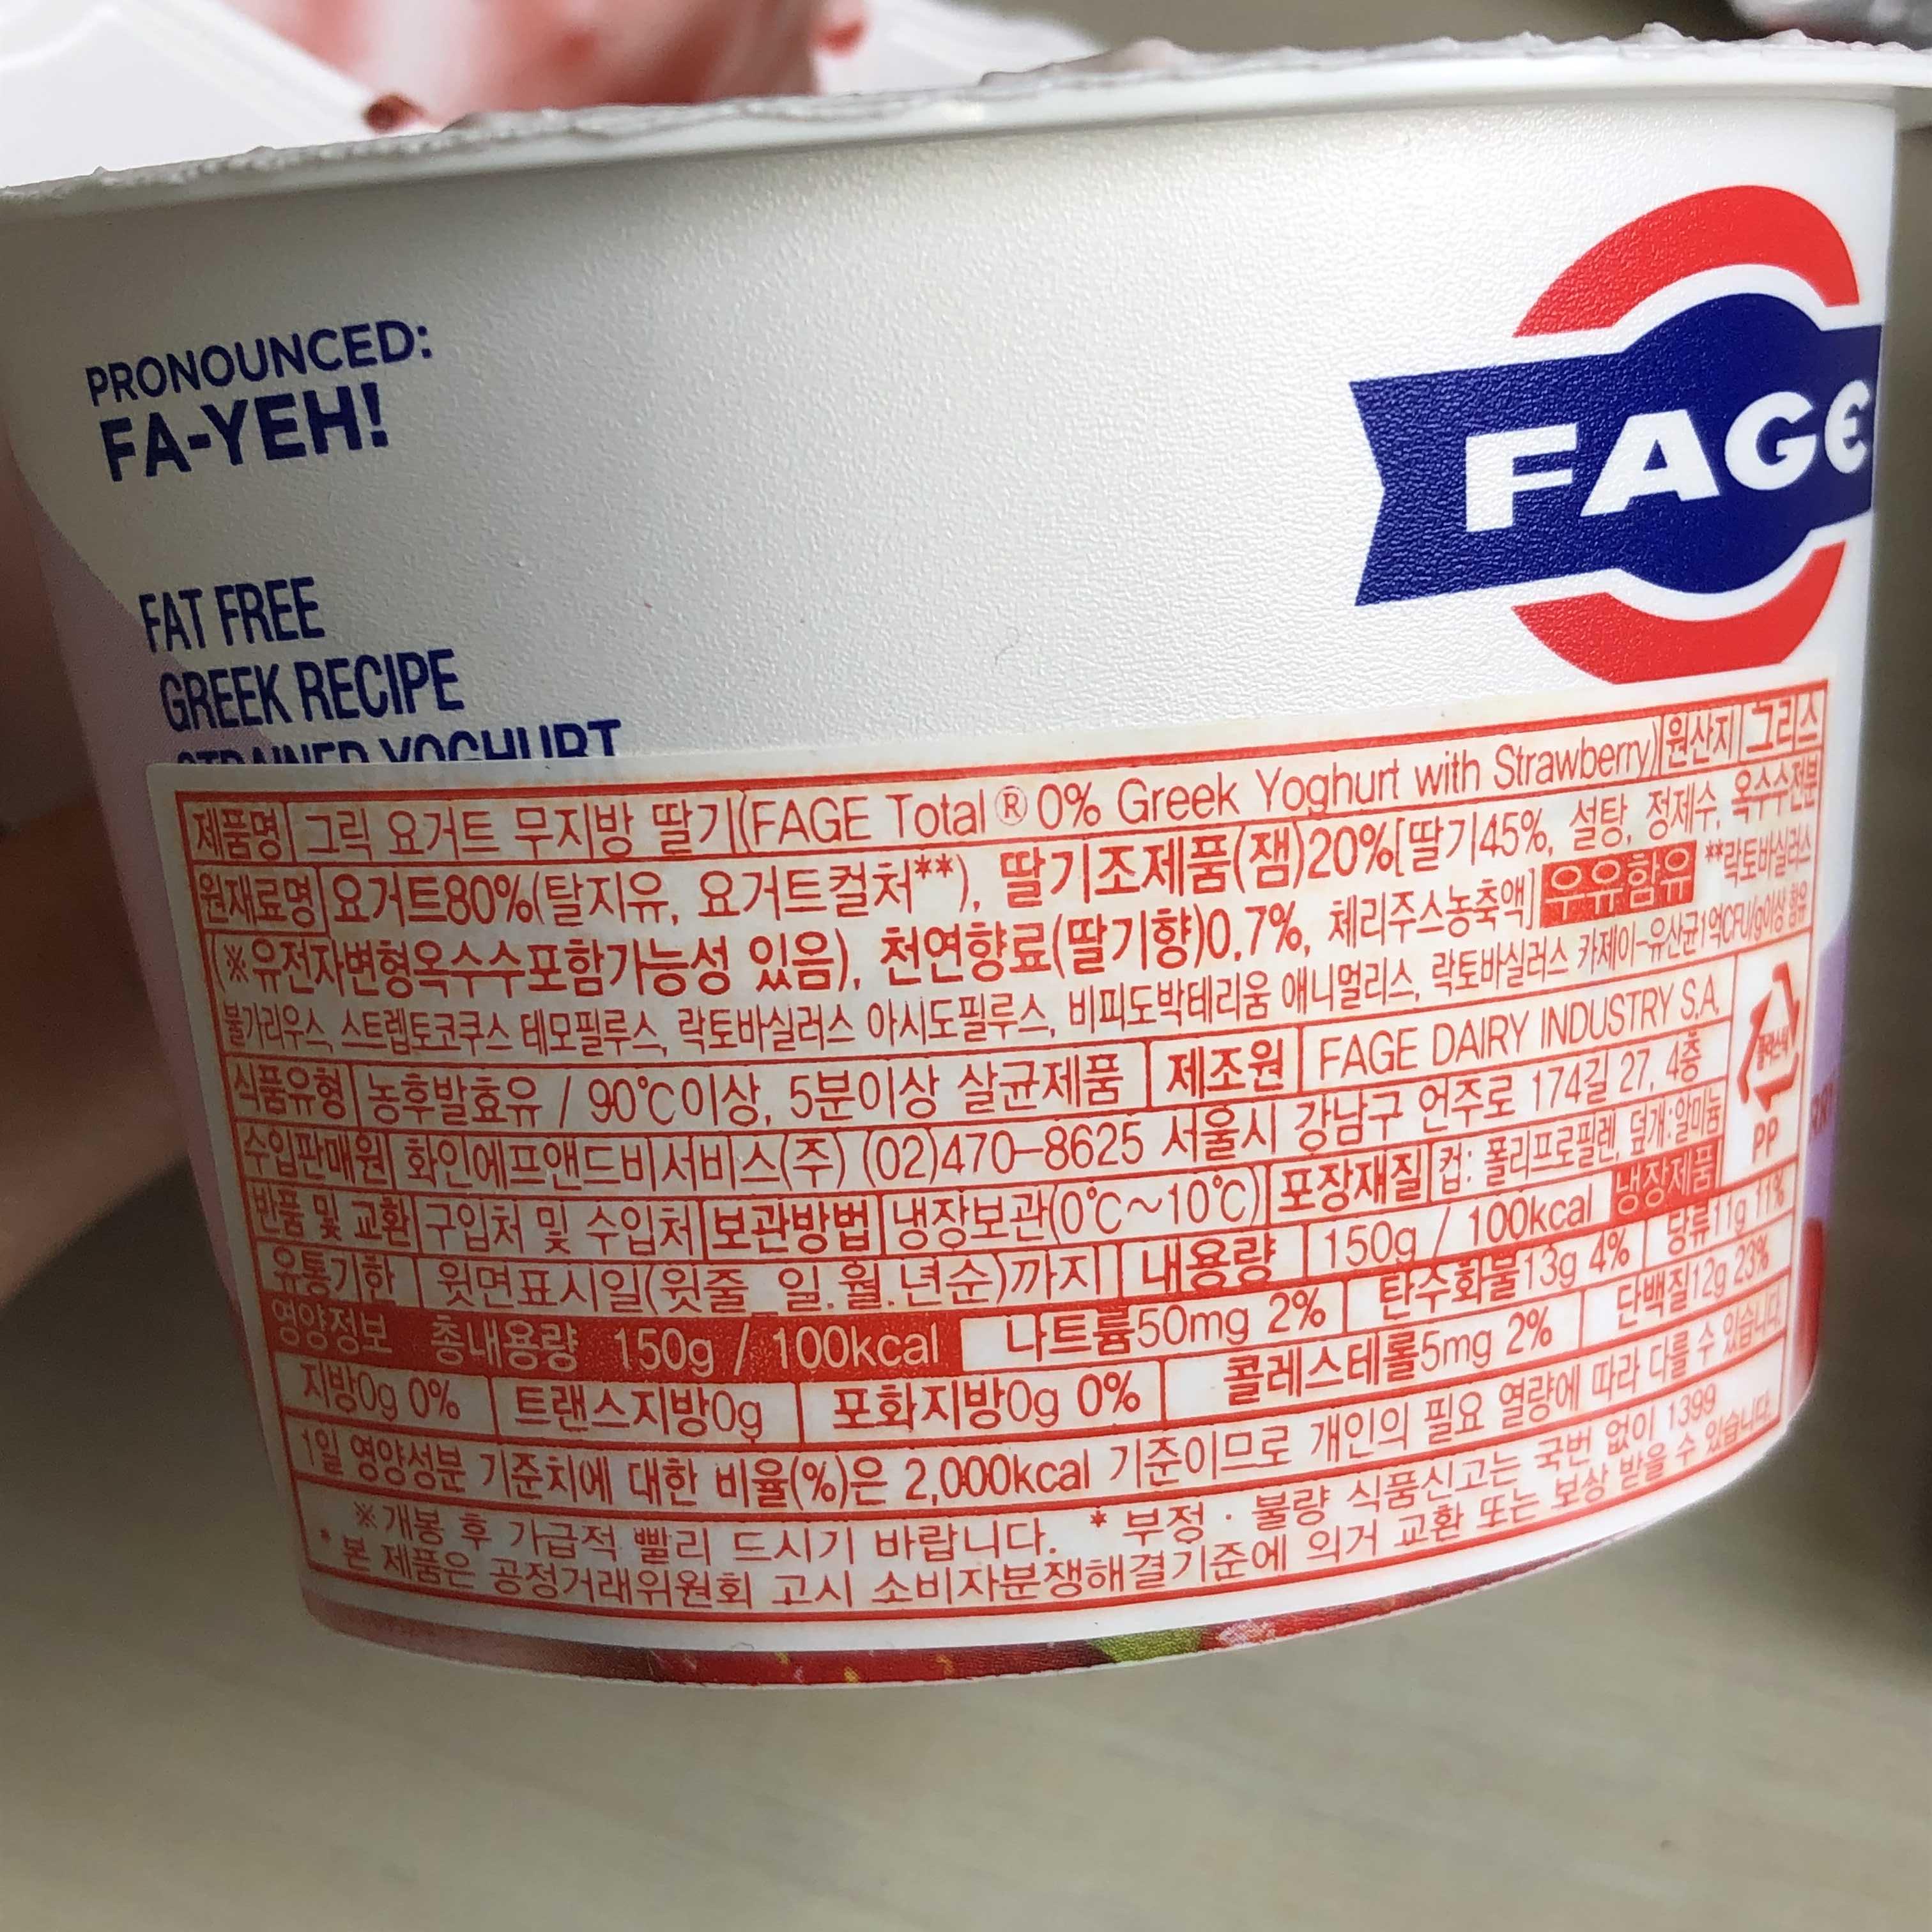 PRONOUNCED:
FA-YEH!
FAGE
FAT FREE
GREEK RECIPE
STRAINED YOGHURT
제품명 그릭 요거트 무지방 딸기(FAGE Total ® 0% Greek Yoghurt with Strawberry) 원산지 그리스
원재료명 요거트80%(탈지유, 요거트컬처**), 딸기조제품(잼)20%[딸기45%, 설탕, 정제수, 옥수수전분
(※유전자변형옥수수포함가능성 있음), 천연향료(딸기향)0.7%, 체리주스농축액] 우유함유 **락토바실러스
불가리우스, 스트렙토코쿠스 테모필루스, 락토바실러스 아시도필루스, 비피도박테리움 애니멀리스, 락토바실러스 카제이-유산균1억CFU/g이상 함유
식품유형 농후발효유 / 90℃이상, 5분이상 살균제품 제조원 FAGE DAIRY INDUSTRY S.A.
수입판매원 화인에프앤드비서비스(주) (02)470-8625 서울시 강남구 언주로 174길 27, 4층
반품 및 교환 구입처 및 수입처 보관방법 냉장보관(0℃~10℃) 포장재질 컵: 폴리프로필렌, 덮개:알미늄
플라스틱
PP
유통기한 윗면표시일(윗줄 일.월.년순)까지 내용량 150g / 100kcal 냉장제품
영양정보 총내용량 150g / 100kcal 나트륨50mg 2% 탄수화물13g 4% 당류11g 11%
지방0g 0% 트랜스지방0g 포화지방0g 0% 콜레스테롤5mg 2% 단백질12g 23%
1일 영양성분 기준치에 대한 비율(%)은 2,000kcal 기준이므로 개인의 필요 열량에 따라 다를 수 있습니다.
※개봉 후 가급적 빨리 드시기 바랍니다. * 부정·불량 식품신고는 국번 없이 1399
* 본 제품은 공정거래위원회 고시 소비자분쟁해결기준에 의거 교환 또는 보상 받을 수 있습니다.